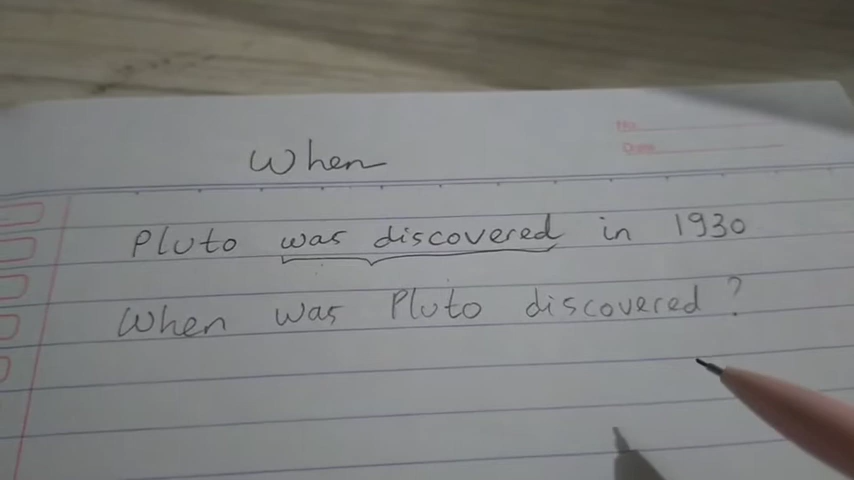 When
Pluto was discovered in 1930
When was Pluto discovered?